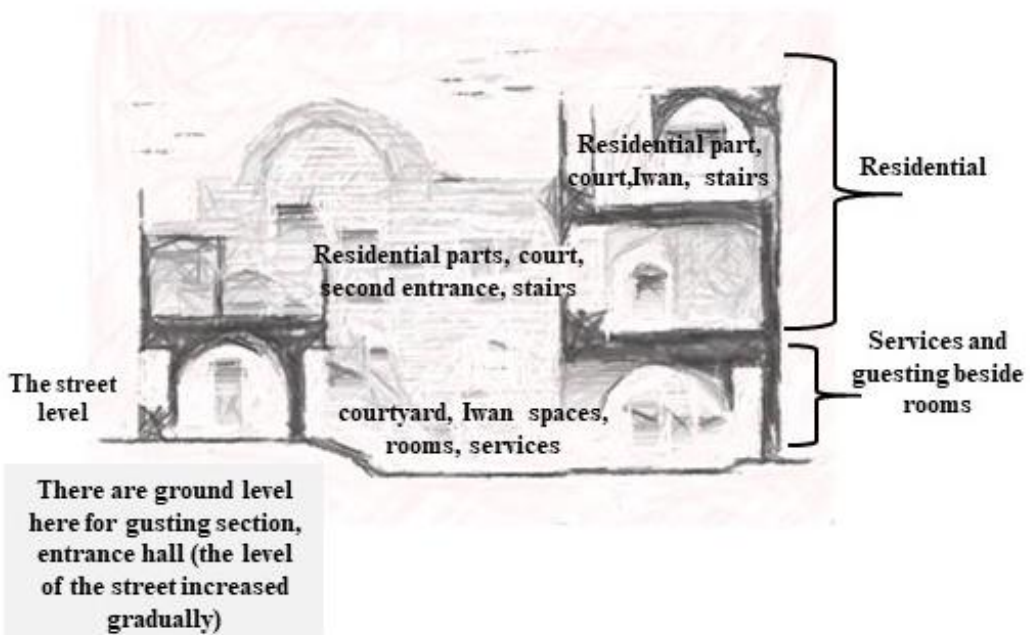 Residential part,
court,Iwan, stairs
Residential
Residential parts, court,
second entrance, stairs
Services and
guesting beside
rooms
The street
level
courtyard, Iwan spaces,
rooms, services
There are ground level
here for gusting section,
entrance hall (the level
of the street increased
gradually)